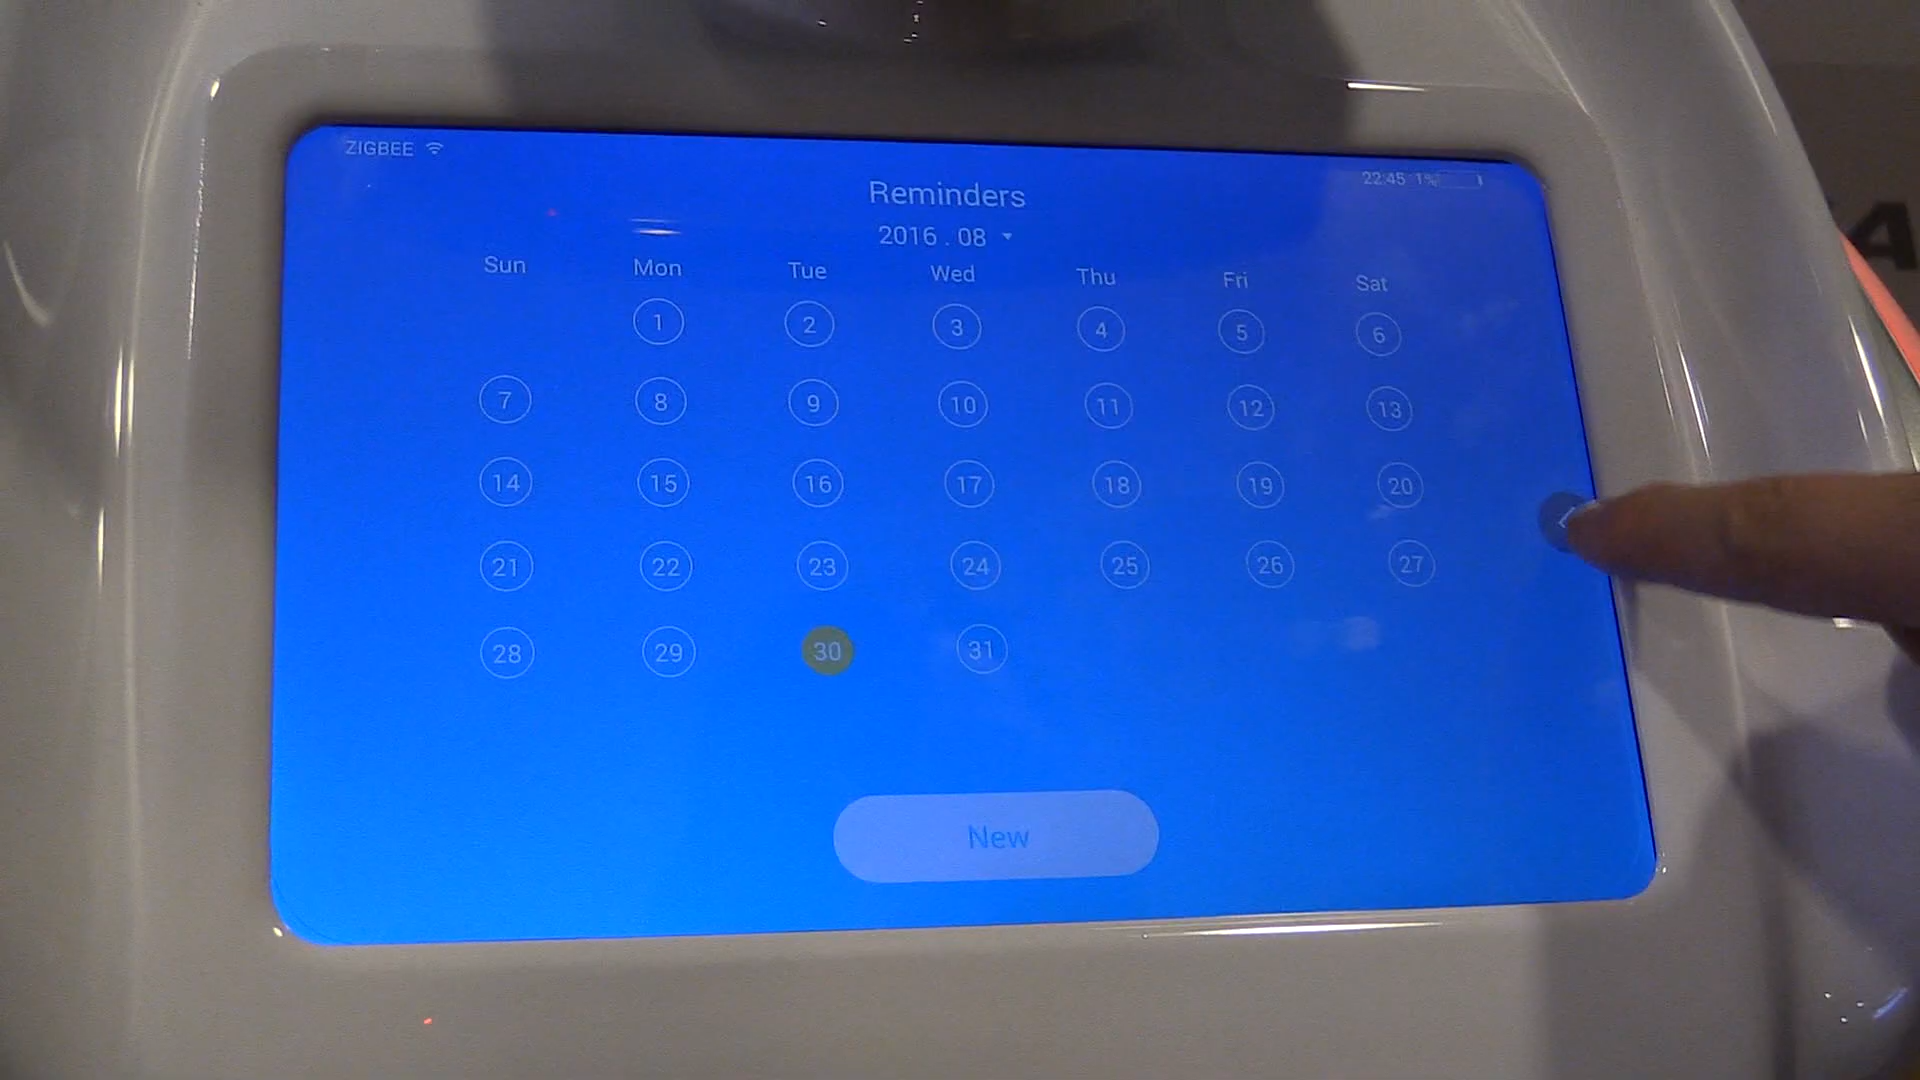 ZIGBEE
22:45 1%
Reminders
2016 . 08
Sun Mon Tue Wed Thu Fri Sat
1 2 3 4 5 6
7 8 9 10 11 12 13
14 15 16 17 18 19 20
21 22 23 24 25 26 27
28 29 30 31
New
A